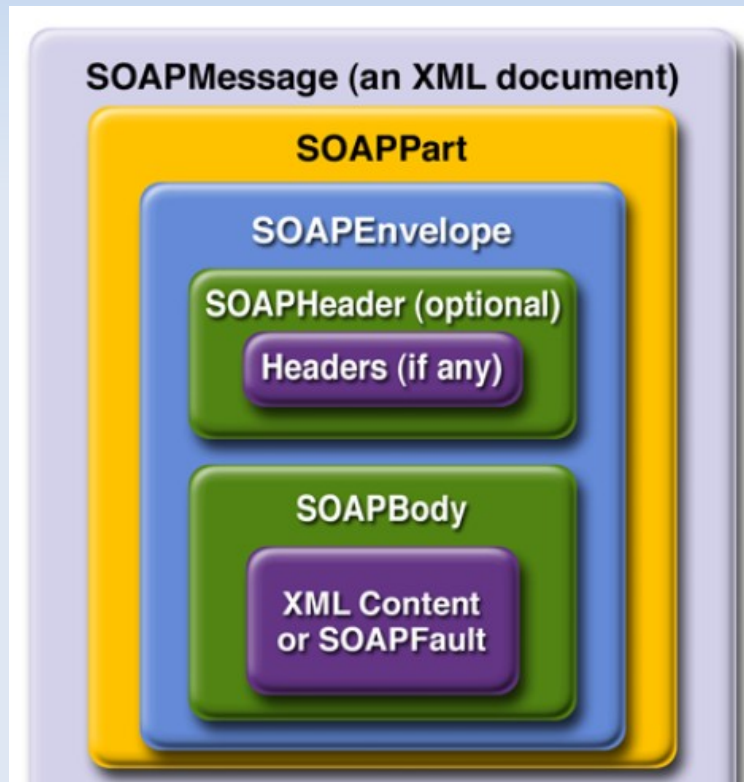 SOAPMessage (an XML document)
SOAPPart
SOAPEnvelope
SOAPHeader (optional)
Headers (if any)
SOAPBody
XML Content
or SOAPFault